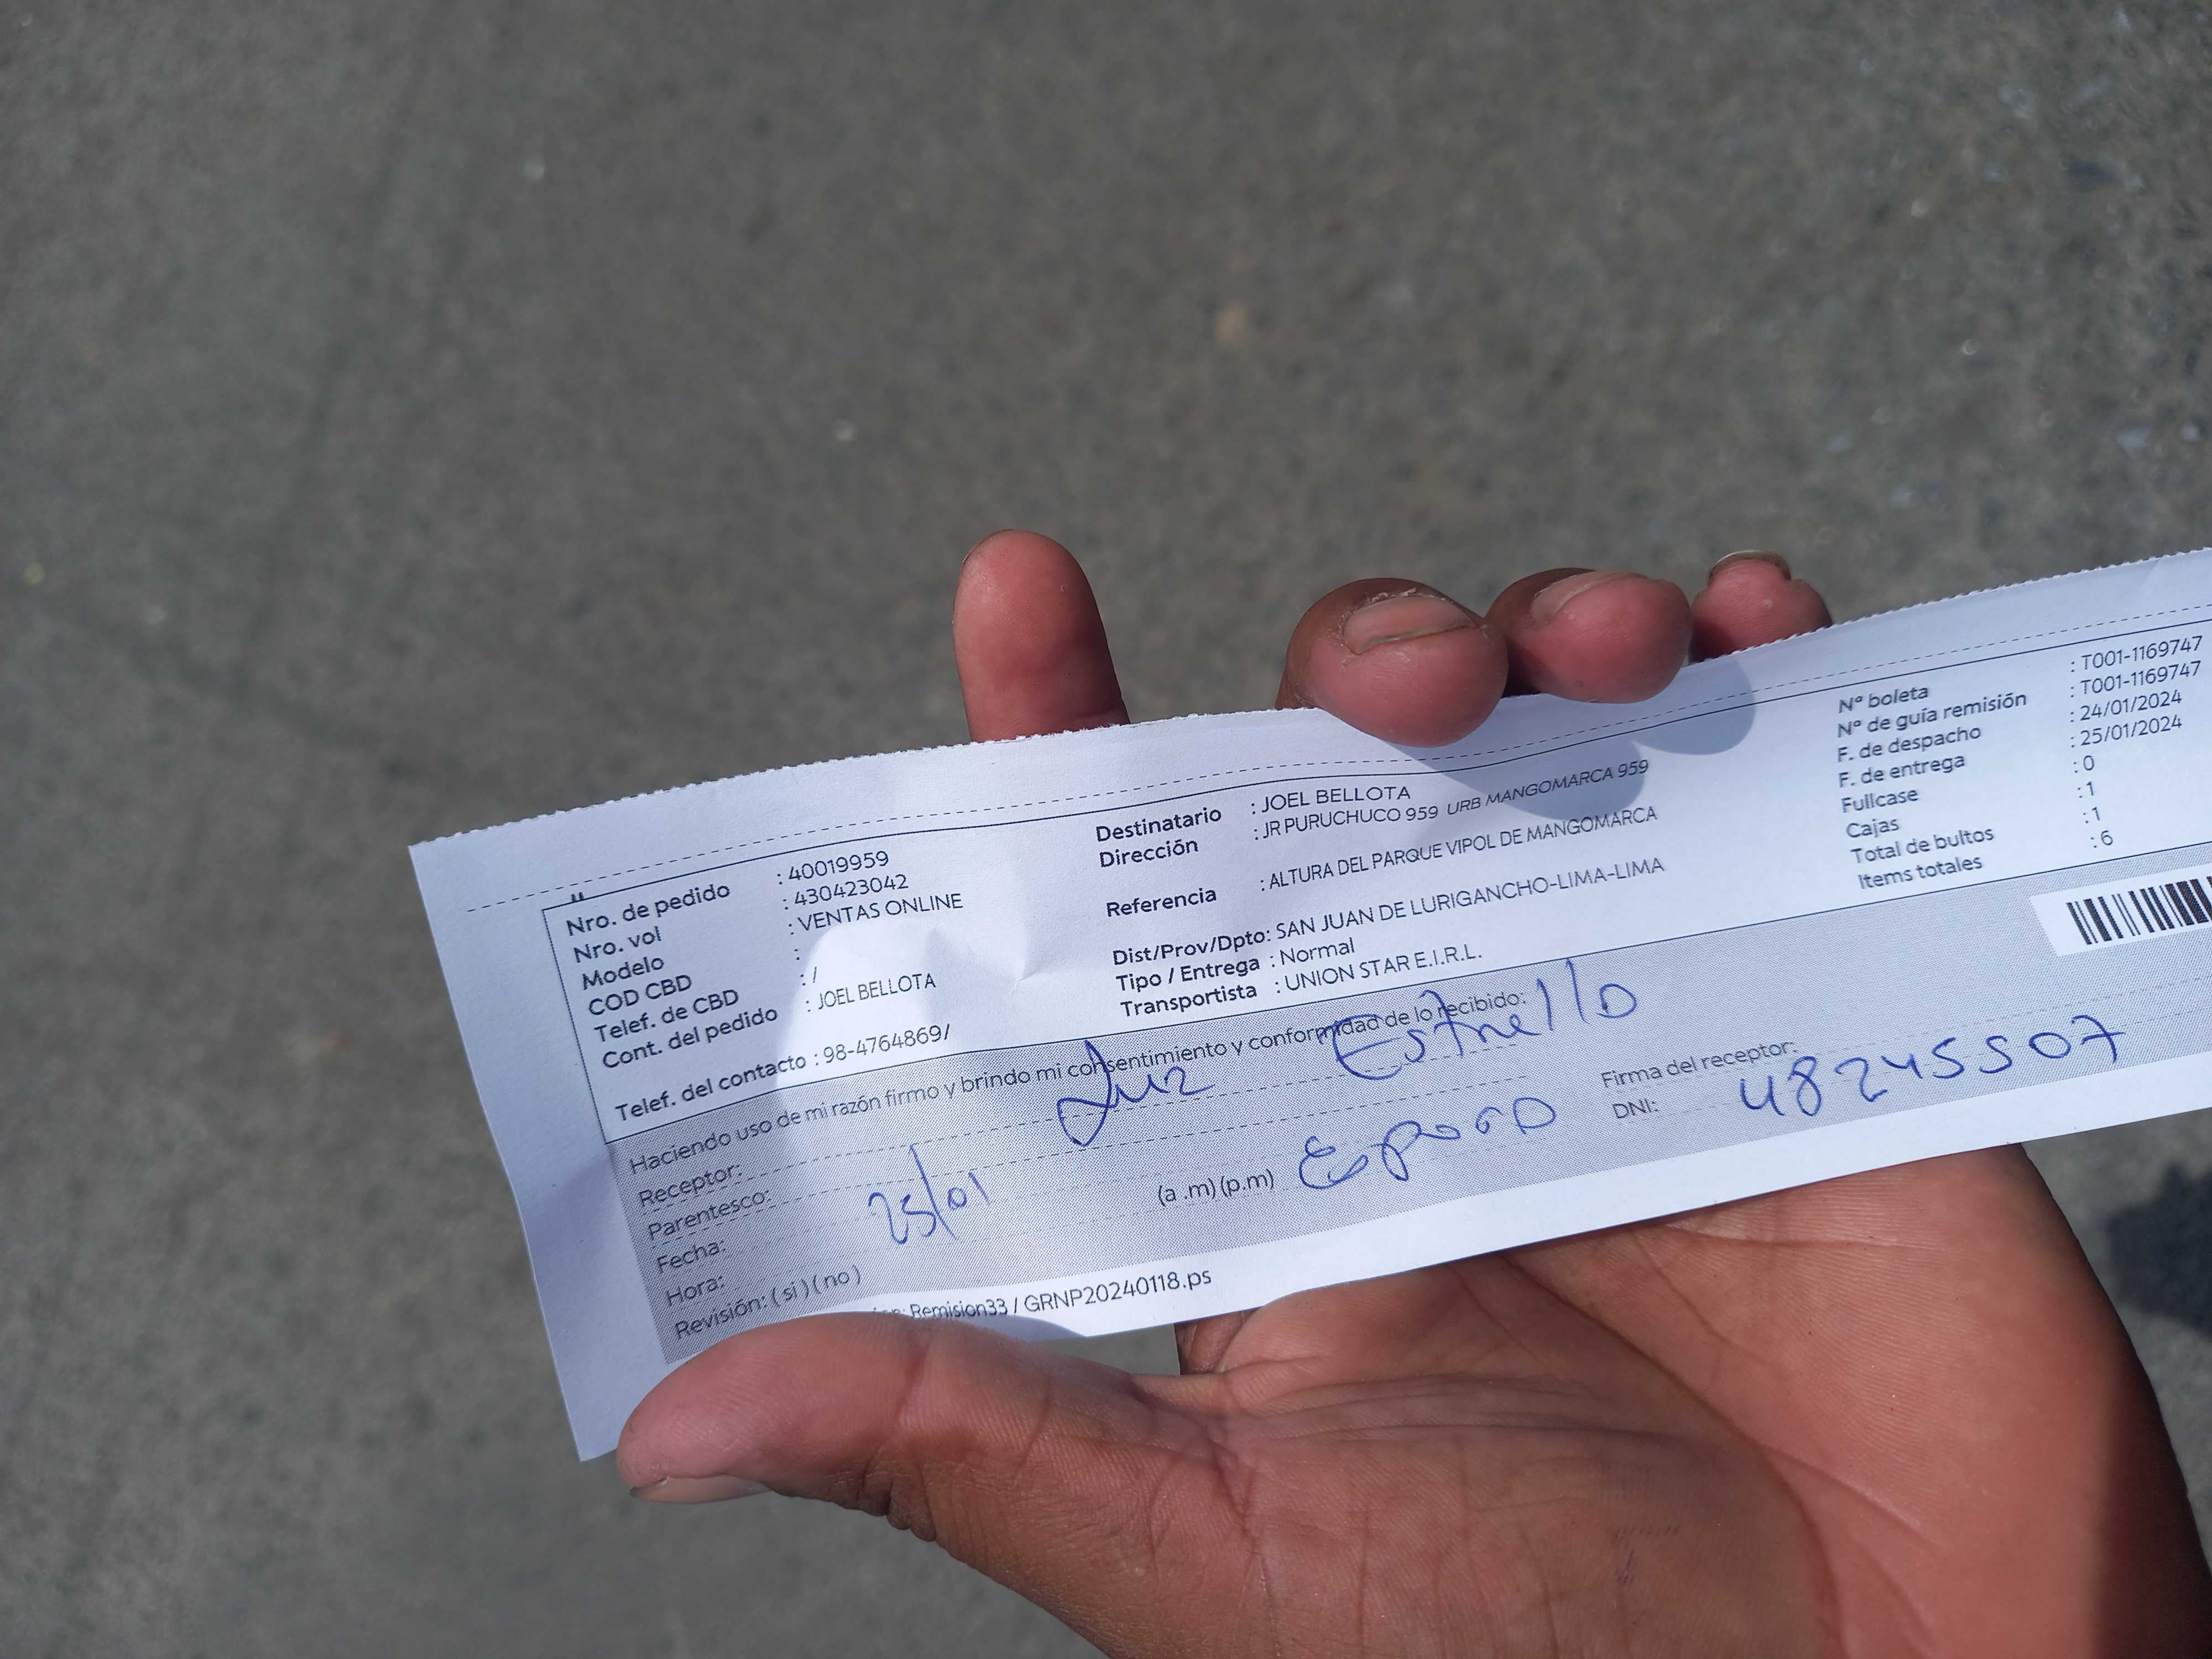 Nro. de pedido : 40019959
Nro. vol : 430423042
Modelo : VENTAS ONLINE
COD CBD :
Telef. de CBD : /
Cont. del pedido : JOEL BELLOTA
Telef. del contacto : 98-4764869/
Destinatario : JOEL BELLOTA
Dirección : JR PURUCHUCO 959 URB MANGOMARCA 959
Referencia : ALTURA DEL PARQUE VIPOL DE MANGOMARCA
Dist/Prov/Dpto: SAN JUAN DE LURIGANCHO-LIMA-LIMA
Tipo / Entrega : Normal
Transportista : UNION STAR E.I.R.L.
Nº boleta : T001-1169747
Nº de guía remisión : T001-1169747
F. de despacho : 24/01/2024
F. de entrega : 25/01/2024
Fullcase : 0
Cajas : 1
Total de bultos : 1
Items totales : 6
Haciendo uso de mi razón firmo y brindo mi consentimiento y conformidad de lo recibido:
Receptor: Luz
Parentesco:
Fecha: 25/01
Hora: (a .m) (p.m)
Revisión: ( si ) ( no )
Firma del receptor:
DNI: 48245507
Remision33 / GRNP20240118.ps